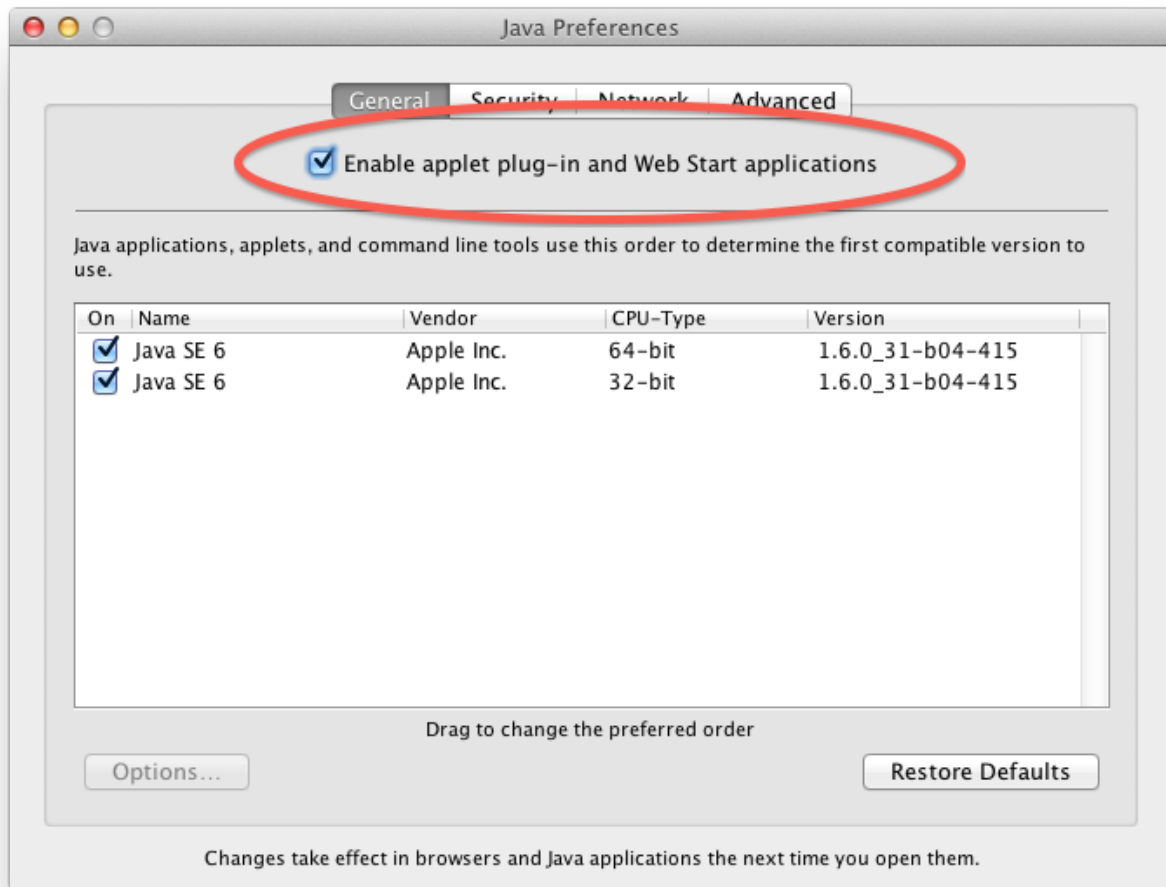 Java Preferences
General Security Network Advanced
Enable applet plug-in and Web Start applications
Java applications, applets, and command line tools use this order to determine the first compatible version to
use.
On Name Vendor CPU-Type Version
Java SE 6 Apple Inc. 64-bit 1.6.0_31-b04-415
Java SE 6 Apple Inc. 32-bit 1.6.0_31-b04-415
Drag to change the preferred order
Options... Restore Defaults
Changes take effect in browsers and Java applications the next time you open them.